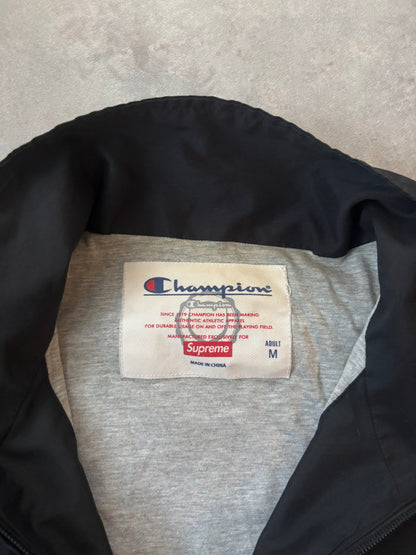 Champion
Champion
SINCE 1919 CHAMPION HAS BEEN MAKING
AUTHENTIC ATHLETIC APPAREL
FOR DURABLE USAGE ON AND OFF THE PLAYING FIELD.
MANUFACTURED EXCLUSIVELY FOR
Supreme
MADE IN CHINA
ADULT
M